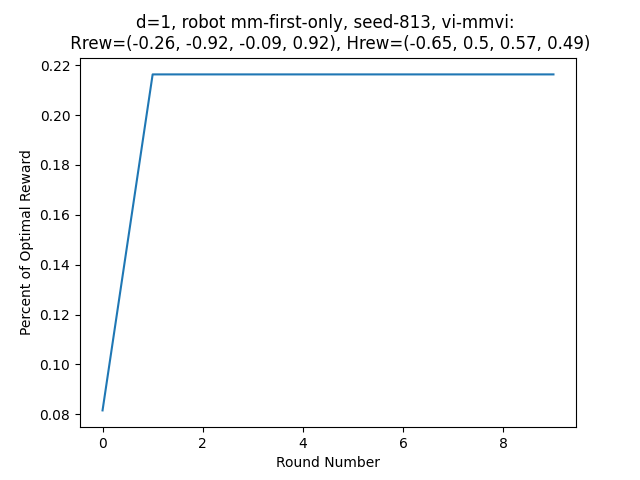 d=1, robot mm-first-only, seed-813, vi-mmvi:
Rrew=(-0.26, -0.92, -0.09, 0.92), Hrew=(-0.65, 0.5, 0.57, 0.49)
0.22
0.20
0.18
0.16
0.14
0.12
0.10
0.08
Percent of Optimal Reward
0 2 4 6 8
Round Number